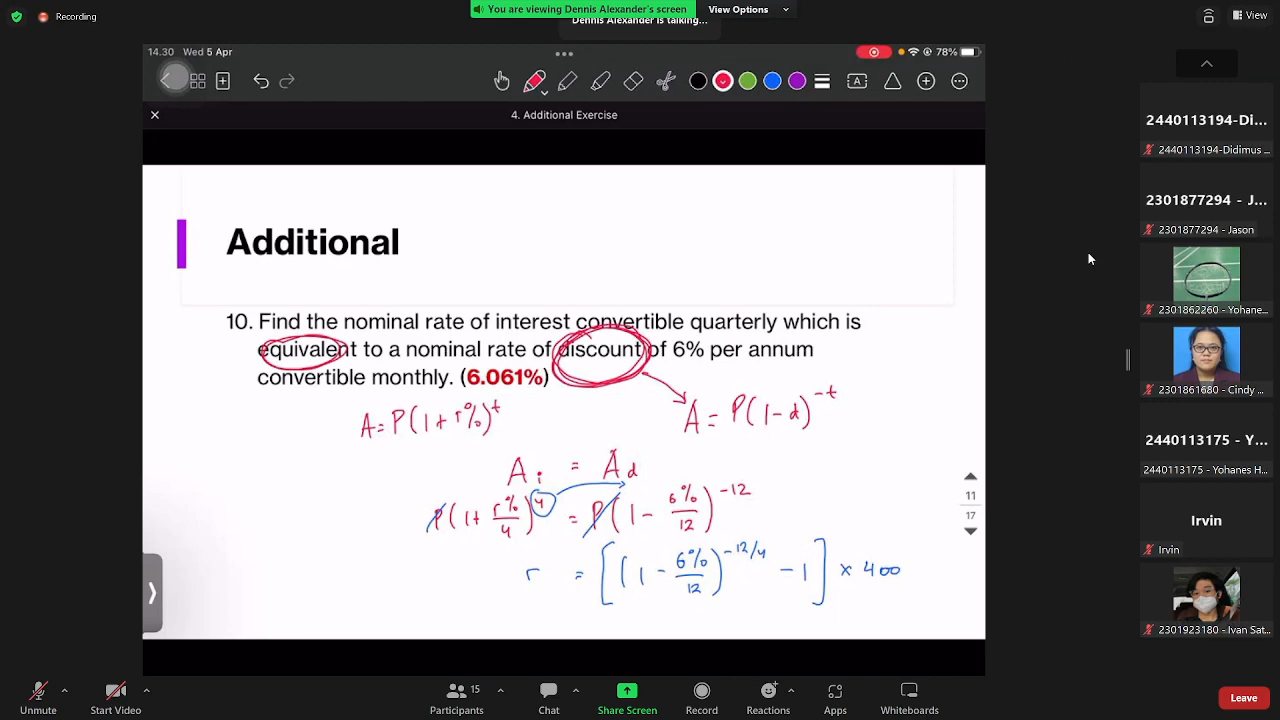 You are viewing Dennis Alexander's screen
View Options
Recording
Dennis Alexander is talking...
View
14.30 Wed 5 Apr
78%
4. Additional Exercise
Additional
10. Find the nominal rate of interest convertible quarterly which is
equivalent to a nominal rate of discount of 6% per annum
convertible monthly. (6.061%)
A = P(1 + r%)^t
A = P(1 - d)^-t
A_i = A_d
P(1 + r%/4)^4 = P(1 - 6%/12)^-12
r = [(1 - 6%/12)^-12/4 - 1] x 400
11
17
2440113194-Di...
2440113194-Didimus ...
2301877294 - J...
2301877294 - Jason
2301862260 - Yohane...
2301861680 - Cindy ...
2440113175 - Y...
2440113175 - Yohanes H...
Irvin
Irvin
2301923180 - Ivan Sat...
Unmute
Start Video
15
Participants
Chat
Share Screen
Record
Reactions
Apps
Whiteboards
Leave